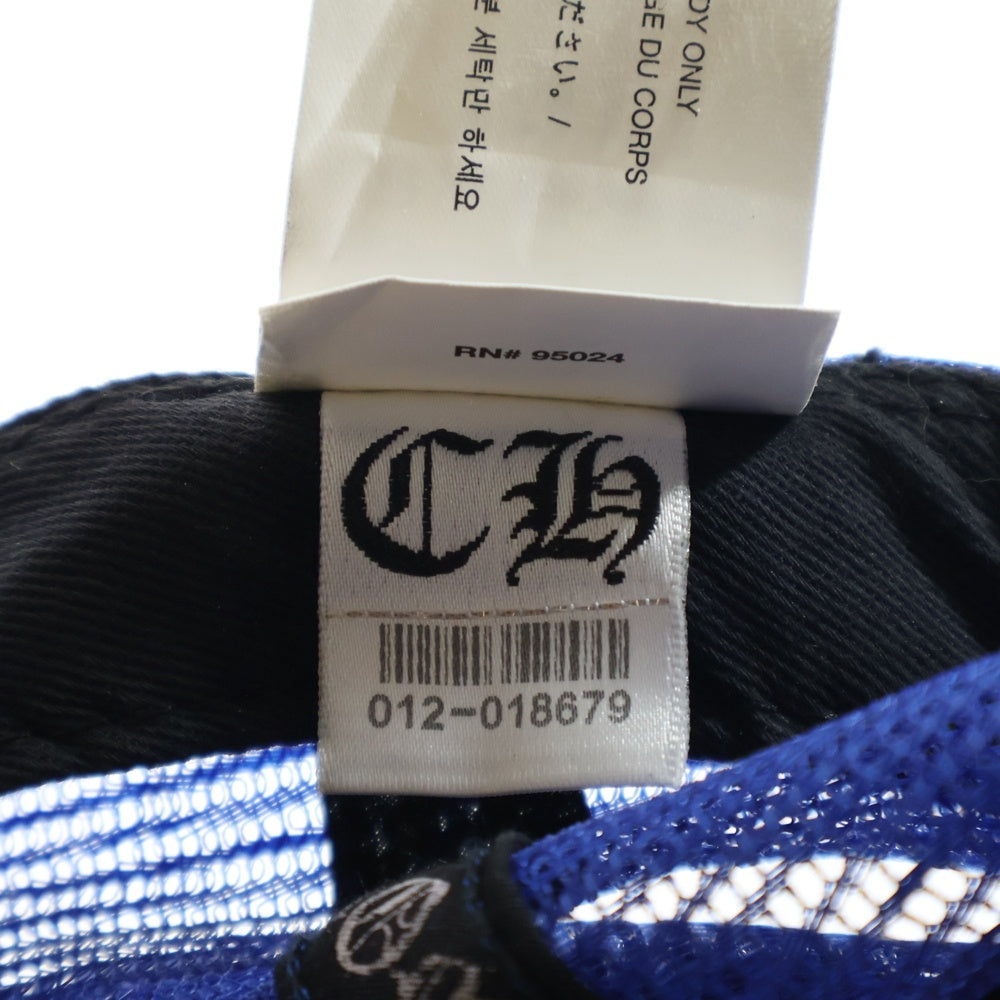 DY ONLY
GE DU CORPS
ださい。 /
세탁만 하세요
RN# 95024
CH
012-018679